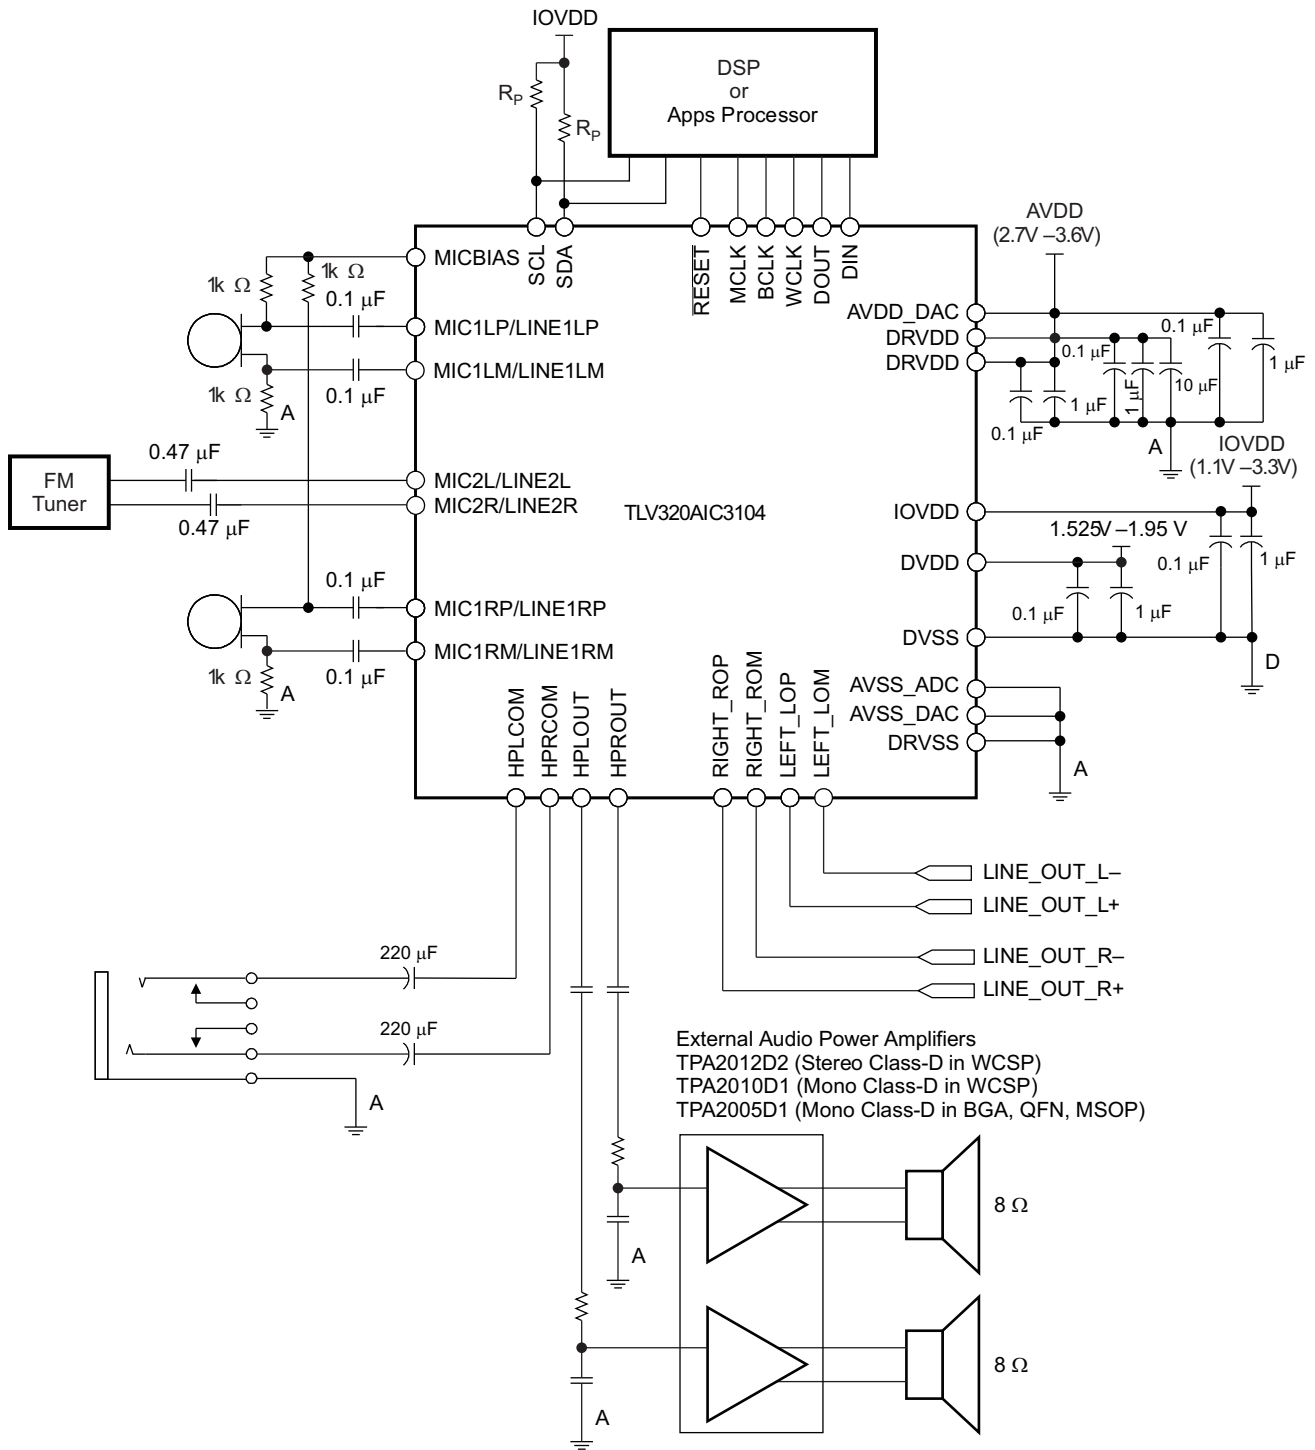 IOVDD
DSP
or
Apps Processor
RP
RP
SCL
SDA
RESET
MCLK
BCLK
WCLK
DOUT
DIN
AVDD
(2.7V –3.6V)
MICBIAS
1k Ω
1k Ω
0.1 µF
MIC1LP/LINE1LP
MIC1LM/LINE1LM
1k Ω
A
0.1 µF
AVDD_DAC
DRVDD
DRVDD
0.1 µF
0.1 µF
1 µF
10 µF
1 µF
1 µF
0.1 µF
A
IOVDD
(1.1V –3.3V)
FM
Tuner
0.47 µF
0.47 µF
MIC2L/LINE2L
MIC2R/LINE2R
TLV320AIC3104
IOVDD
1.525V –1.95 V
DVDD
0.1 µF
1 µF
0.1 µF
1 µF
DVSS
D
0.1 µF
MIC1RP/LINE1RP
MIC1RM/LINE1RM
1k Ω
A
0.1 µF
AVSS_ADC
AVSS_DAC
DRVSS
A
HPLCOM
HPRCOM
HPLOUT
HPROUT
RIGHT_ROP
RIGHT_ROM
LEFT_LOP
LEFT_LOM
LINE_OUT_L–
LINE_OUT_L+
LINE_OUT_R–
LINE_OUT_R+
220 µF
220 µF
A
External Audio Power Amplifiers
TPA2012D2 (Stereo Class-D in WCSP)
TPA2010D1 (Mono Class-D in WCSP)
TPA2005D1 (Mono Class-D in BGA, QFN, MSOP)
8 Ω
A
8 Ω
A